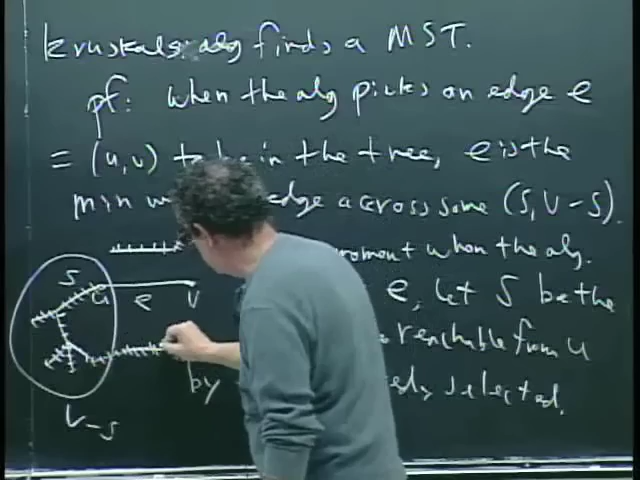 kruskals alg finds a MST.
pf: when the alg picks an edge e
= (u,v) to be in the tree, e is the
min w edge across some (S, V-S).
moment when the alg.
e, let S be the
reachable from u
by selected.
S
u e v
V-S